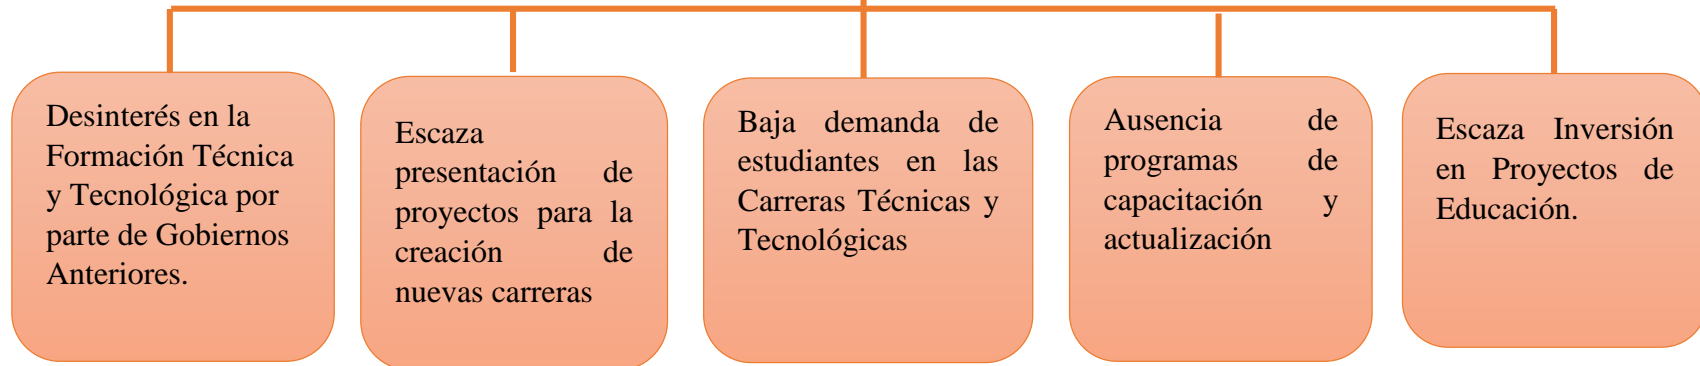 Desinterés en la
Formación Técnica
y Tecnológica por
parte de Gobiernos
Anteriores.
Escaza
presentación de
proyectos para la
creación de
nuevas carreras
Baja demanda de
estudiantes en las
Carreras Técnicas y
Tecnológicas
Ausencia de
programas de
capacitación y
actualización
Escaza Inversión
en Proyectos de
Educación.